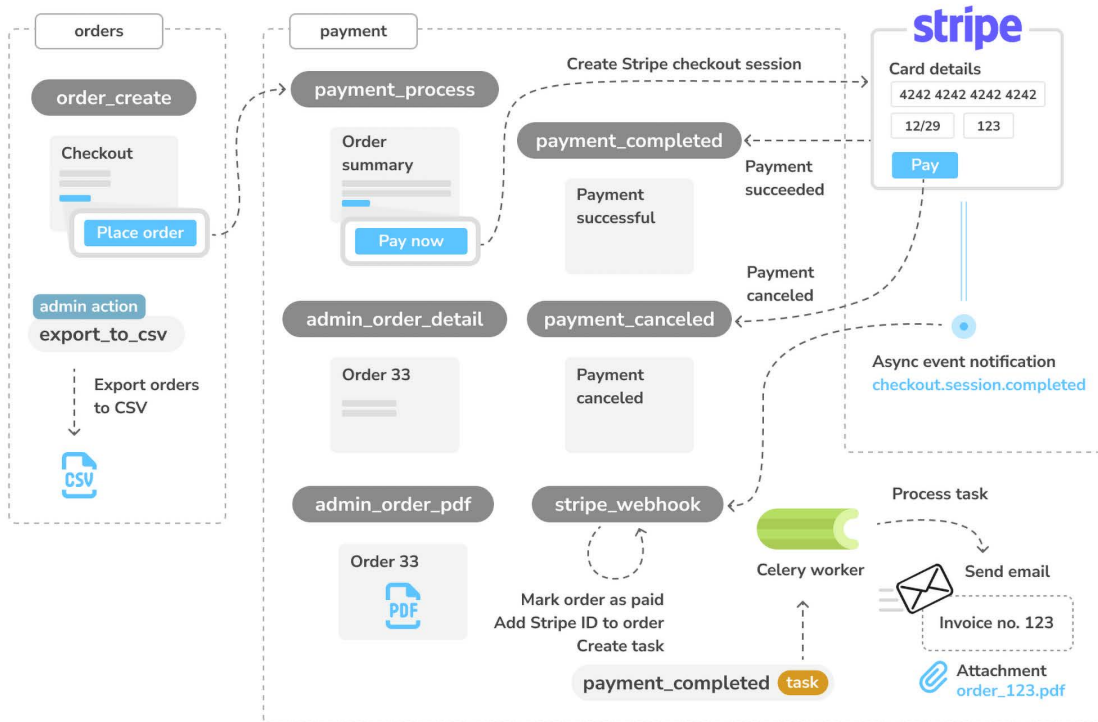 orders
order_create
Checkout
Place order
admin action
export_to_csv
Export orders
to CSV
CSV
payment
payment_process
Order
summary
Pay now
Create Stripe checkout session
payment_completed
Payment
successful
Payment
succeeded
stripe
Card details
4242 4242 4242 4242
12/29
123
Pay
admin_order_detail
Order 33
payment_canceled
Payment
canceled
Payment
canceled
Async event notification
checkout.session.completed
admin_order_pdf
Order 33
PDF
stripe_webhook
Mark order as paid
Add Stripe ID to order
Create task
payment_completed task
Celery worker
Process task
Send email
Invoice no. 123
Attachment
order_123.pdf